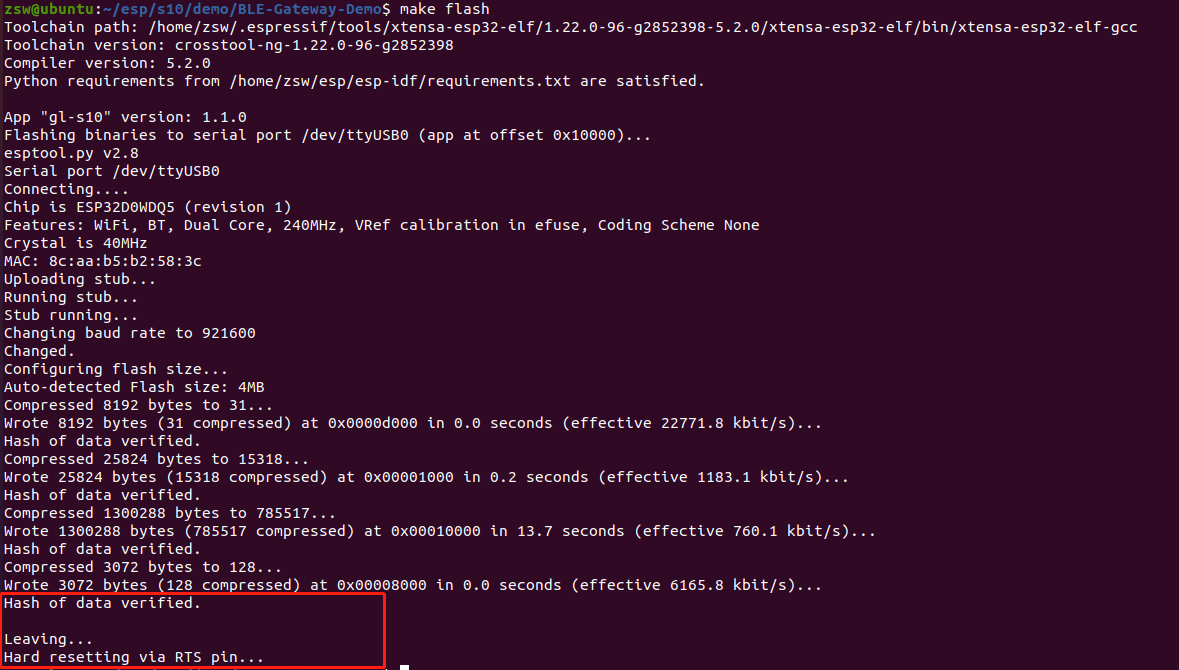 zsw@ubuntu:~/esp/s10/demo/BLE-Gateway-Demo$ make flash
Toolchain path: /home/zsw/.espressif/tools/xtensa-esp32-elf/1.22.0-96-g2852398-5.2.0/xtensa-esp32-elf/bin/xtensa-esp32-elf-gcc
Toolchain version: crosstool-ng-1.22.0-96-g2852398
Compiler version: 5.2.0
Python requirements from /home/zsw/esp/esp-idf/requirements.txt are satisfied.
App "gl-s10" version: 1.1.0
Flashing binaries to serial port /dev/ttyUSB0 (app at offset 0x10000)...
esptool.py v2.8
Serial port /dev/ttyUSB0
Connecting....
Chip is ESP32D0WDQ5 (revision 1)
Features: WiFi, BT, Dual Core, 240MHz, VRef calibration in efuse, Coding Scheme None
Crystal is 40MHz
MAC: 8c:aa:b5:b2:58:3c
Uploading stub...
Running stub...
Stub running...
Changing baud rate to 921600
Changed.
Configuring flash size...
Auto-detected Flash size: 4MB
Compressed 8192 bytes to 31...
Wrote 8192 bytes (31 compressed) at 0x0000d000 in 0.0 seconds (effective 22771.8 kbit/s)...
Hash of data verified.
Compressed 25824 bytes to 15318...
Wrote 25824 bytes (15318 compressed) at 0x00001000 in 0.2 seconds (effective 1183.1 kbit/s)...
Hash of data verified.
Compressed 1300288 bytes to 785517...
Wrote 1300288 bytes (785517 compressed) at 0x00010000 in 13.7 seconds (effective 760.1 kbit/s)...
Hash of data verified.
Compressed 3072 bytes to 128...
Wrote 3072 bytes (128 compressed) at 0x00008000 in 0.0 seconds (effective 6165.8 kbit/s)...
Hash of data verified.
Leaving...
Hard resetting via RTS pin...